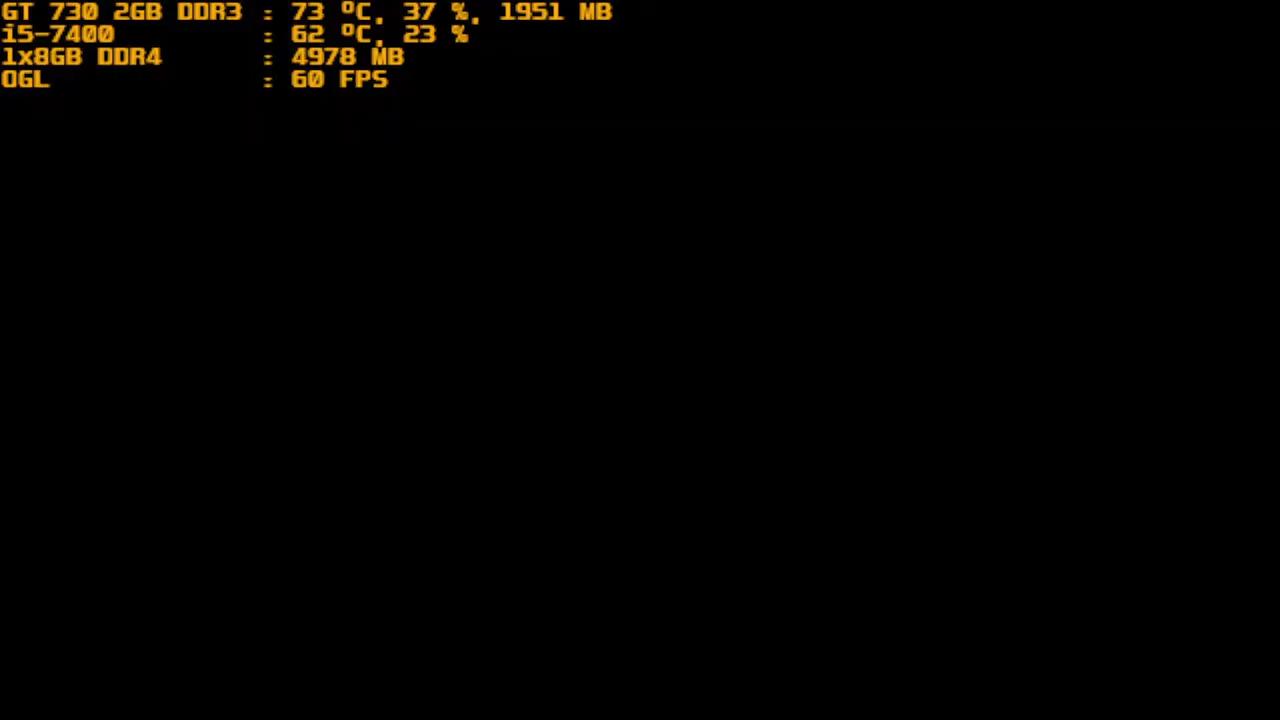 GT 730 2GB DDR3 : 73 ºC, 37 %, 1951 MB
i5-7400 : 62 ºC, 23 %
1x8GB DDR4 : 4978 MB
OGL : 60 FPS